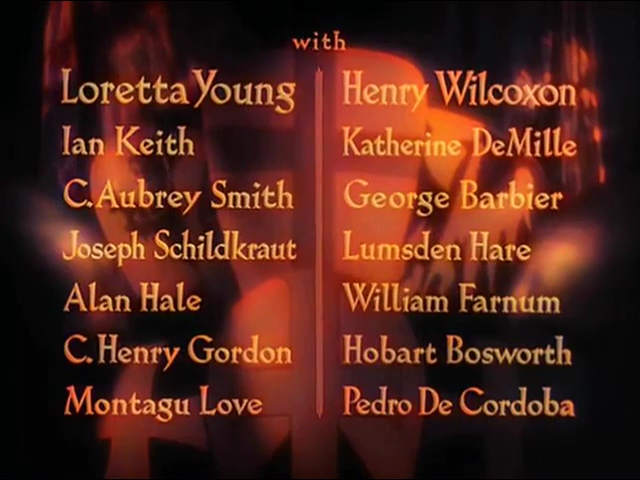 with
Loretta Young
Ian Keith
C. Aubrey Smith
Joseph Schildkraut
Alan Hale
C. Henry Gordon
Montagu Love
Henry Wilcoxon
Katherine DeMille
George Barbier
Lumsden Hare
William Farnum
Hobart Bosworth
Pedro De Cordoba